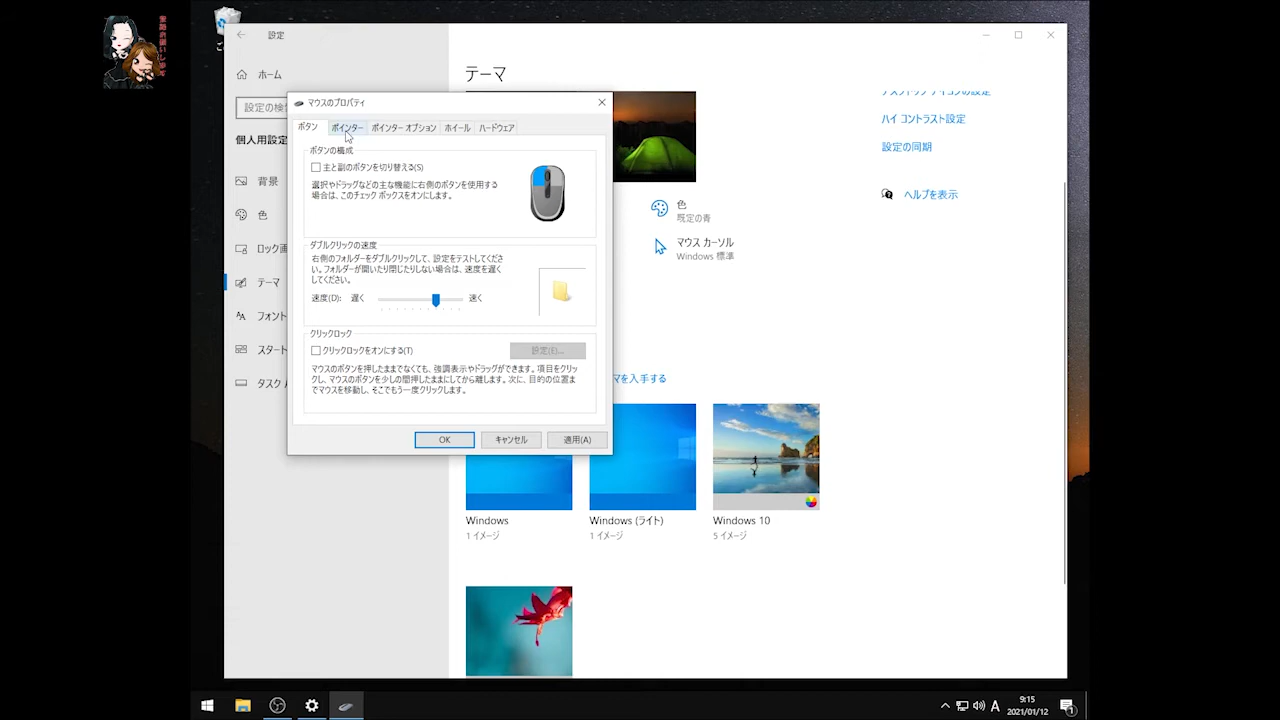 設定
ホーム
設定の検
個人用設定
背景
色
ロック画
テーマ
フォント
スタート
タスク
テーマ
色
既定の青
マウス カーソル
Windows 標準
マを入手する
Windows
1 イメージ
Windows (ライト)
1 イメージ
Windows 10
5 イメージ
デスクトップ アイコンの設定
ハイ コントラスト設定
設定の同期
ヘルプを表示
マウスのプロパティ
ボタン
ポインター
ポインター オプション
ホイール
ハードウェア
ボタンの構成
主と副のボタンを切り替える(S)
選択やドラッグなどの主な機能に右側のボタンを使用する
場合は、このチェック ボックスをオンにします。
ダブルクリックの速度
右側のフォルダーをダブルクリックして、設定をテストしてくださ
い。フォルダーが開いたり閉じたりしない場合は、速度を遅く
してください。
速度(D):
遅く
速く
クリックロック
クリックロックをオンにする(T)
設定(E)...
マウスのボタンを押したままでなくても、強調表示やドラッグができます。項目をクリッ
クし、マウスのボタンを少しの間押したままにしてから離します。次に、目的の位置ま
でマウスを移動し、そこでもう一度クリックします。
OK
キャンセル
適用(A)
A
9:15
2021/01/12
1